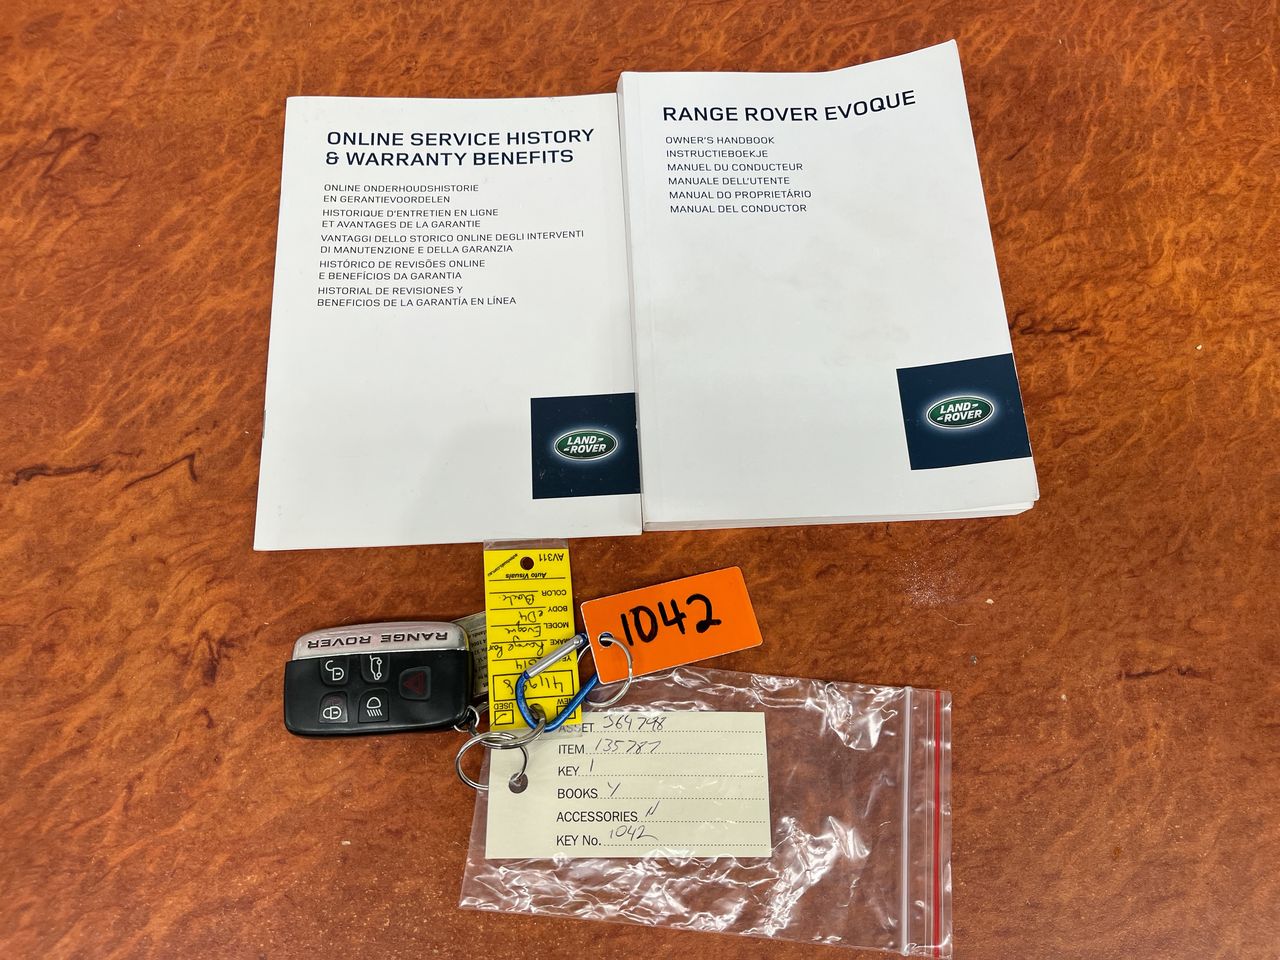 ONLINE SERVICE HISTORY
& WARRANTY BENEFITS
ONLINE ONDERHOUDSHISTORIE
EN GERANTIEVOORDELEN
HISTORIQUE D'ENTRETIEN EN LIGNE
ET AVANTAGES DE LA GARANTIE
VANTAGGI DELLO STORICO ONLINE DEGLI INTERVENTI
DI MANUTENZIONE E DELLA GARANZIA
HISTÓRICO DE REVISÕES ONLINE
E BENEFÍCIOS DA GARANTIA
HISTORIAL DE REVISIONES Y
BENEFICIOS DE LA GARANTÍA EN LÍNEA
LAND-
-ROVER
RANGE ROVER EVOQUE
OWNER'S HANDBOOK
INSTRUCTIEBOEKJE
MANUEL DU CONDUCTEUR
MANUALE DELL'UTENTE
MANUAL DO PROPRIETÁRIO
MANUAL DEL CONDUCTOR
LAND-
-ROVER
RANGE ROVER
AV311
Auto Visuals
COLOR
BODY eD4
MODEL Evoque
USED
1042
ASSET 364798
ITEM 135787
KEY 1
BOOKS Y
ACCESSORIES N
KEY No. 1042